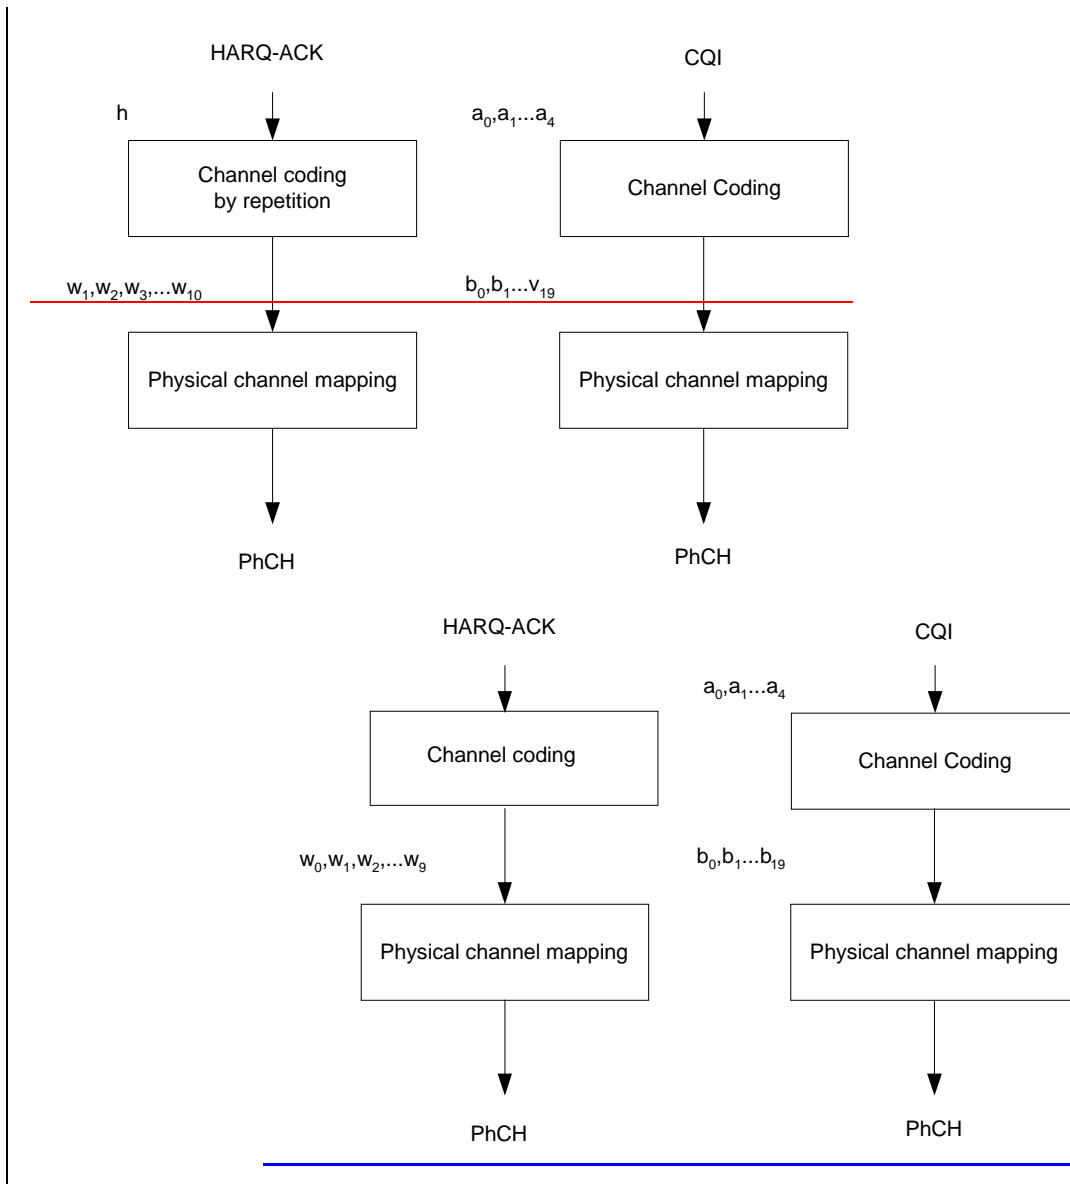 HARQ-ACK
CQI
h
a0,a1...a4
Channel coding
by repetition
Channel Coding
w1,w2,w3,...w10
b0,b1...v19
Physical channel mapping
Physical channel mapping
PhCH
PhCH
HARQ-ACK
CQI
a0,a1...a4
Channel coding
Channel Coding
w0,w1,w2,...w9
b0,b1...b19
Physical channel mapping
Physical channel mapping
PhCH
PhCH